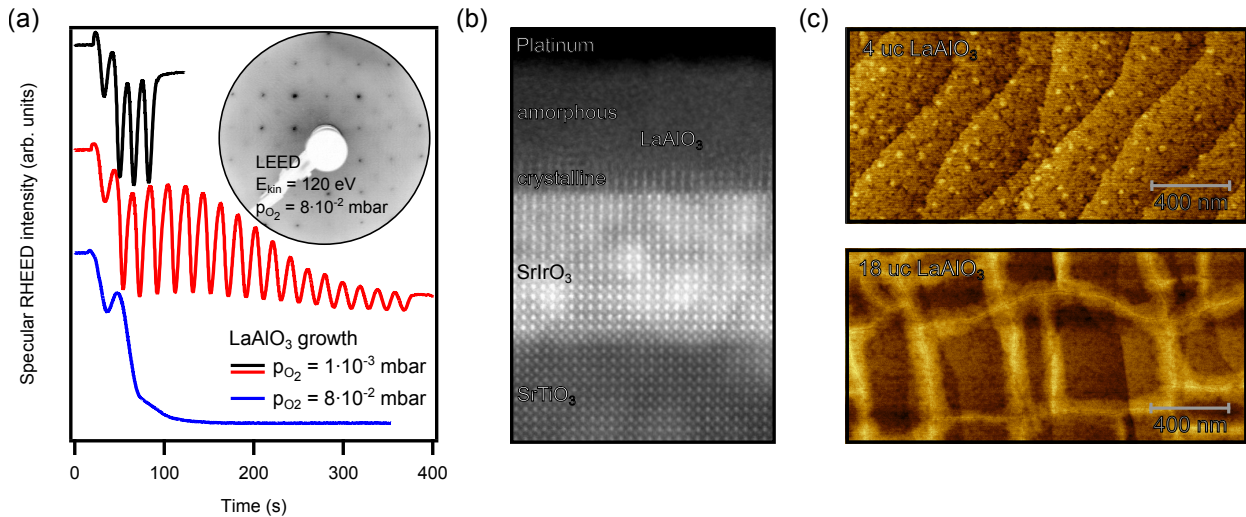 (a)
Specular RHEED intensity (arb. units)
LEED
E_kin = 120 eV
p_O2 = 8·10⁻² mbar
LaAlO₃ growth
p_O2 = 1·10⁻³ mbar
p_O2 = 8·10⁻² mbar
0 100 200 300 400
Time (s)
(b)
Platinum
amorphous
LaAlO₃
crystalline
SrIrO₃
SrTiO₃
(c)
4 uc LaAlO₃
400 nm
18 uc LaAlO₃
400 nm